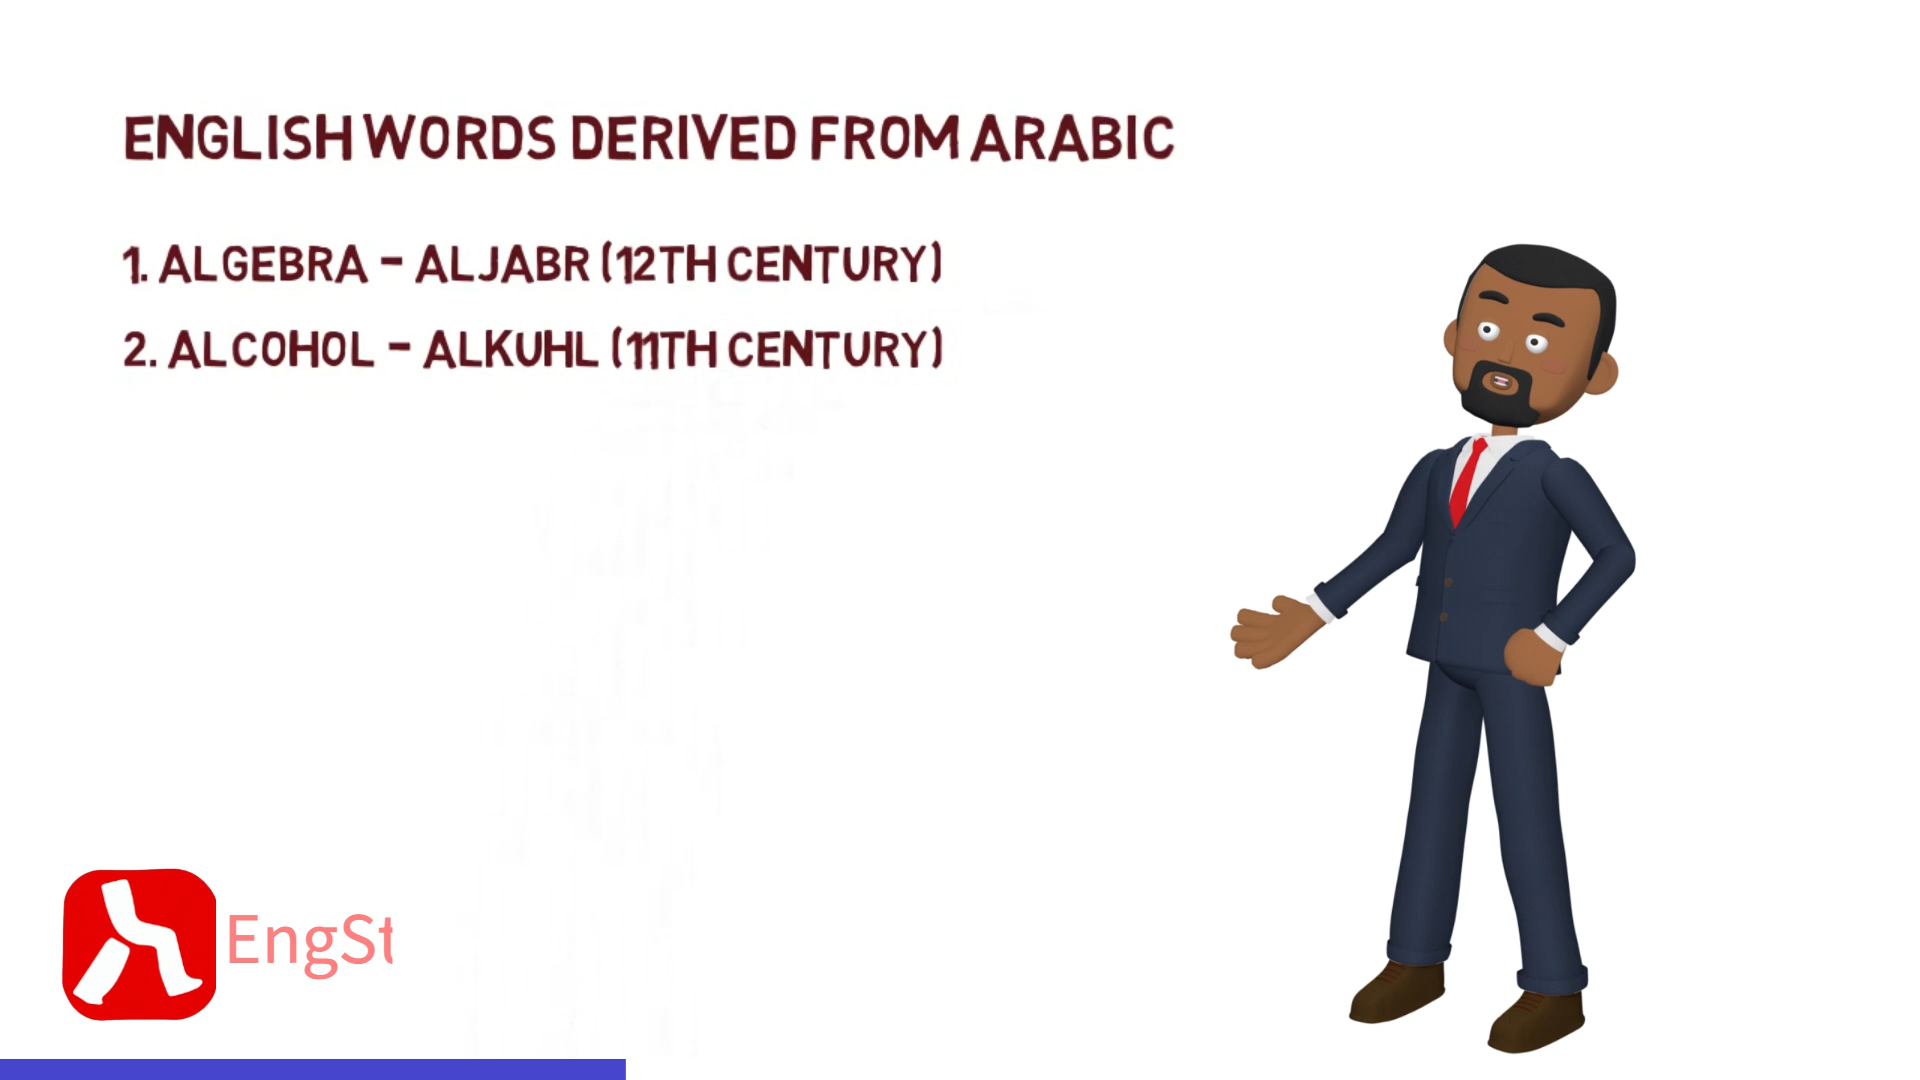 ENGLISH WORDS DERIVED FROM ARABIC
1. ALGEBRA - ALJABR (12TH CENTURY)
2. ALCOHOL - ALKUHL (11TH CENTURY)
EngSt